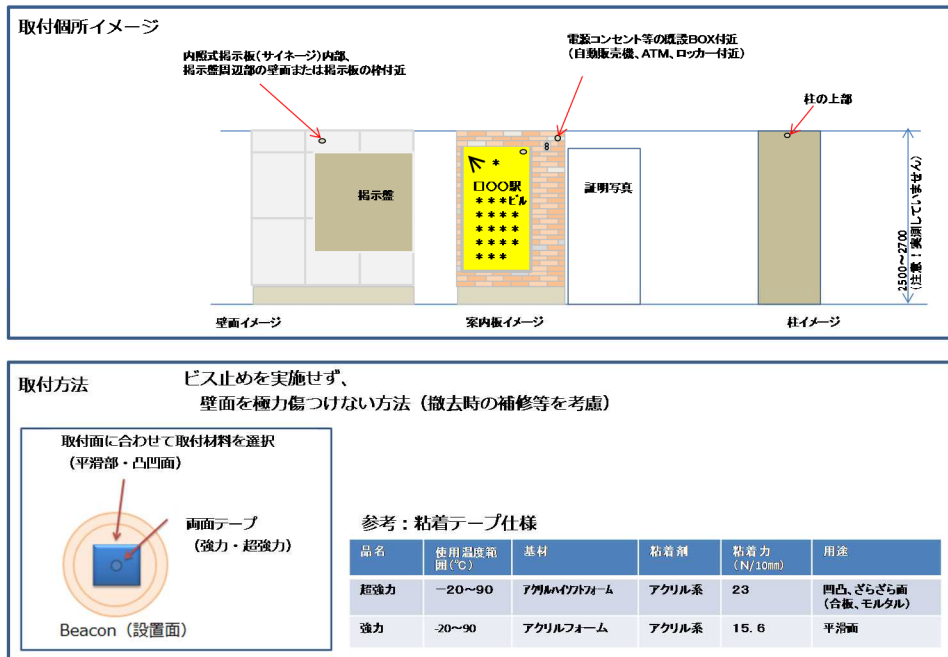 取付個所イメージ
内照式掲示板(サイネージ)内部、
掲示盤周辺部の壁面または掲示板の枠付近
電源コンセント等の既設BOX付近
(自動販売機、ATM、ロッカー付近)
柱の上部
掲示盤
*
口〇〇駅
***ビル
****
****
****
****
***
8
証明写真
2500~2700
(注意!実測していません)
壁面イメージ
案内板イメージ
柱イメージ
取付方法
ビス止めを実施せず、
壁面を極力傷つけない方法(撤去時の補修等を考慮)
取付面に合わせて取付材料を選択
(平滑部・凸凹面)
両面テープ
(強力・超強力)
Beacon(設置面)
参考:粘着テープ仕様
品名 使用温度範囲(℃) 基材 粘着剤 粘着力(N/10mm) 用途
超強力 -20~90 アクリルハイソフトフォーム アクリル系 23 凹凸、ざらざら面(合板、モルタル)
強力 -20~90 アクリルフォーム アクリル系 15.6 平滑面